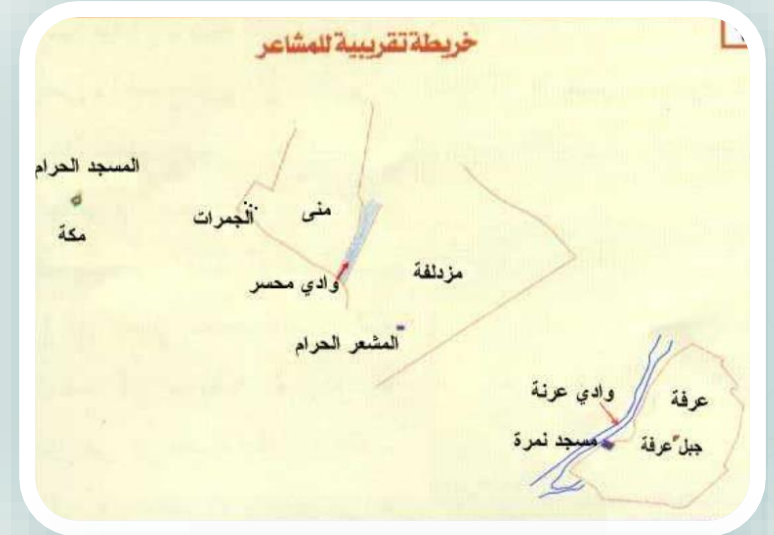 خريطة تقريبية للمشاعر
المسجد الحرام
مكة
الجمرات
منى
وادي محسر
مزدلفة
المشعر الحرام
وادي عرنة
مسجد نمرة
عرفة
جبل عرفة